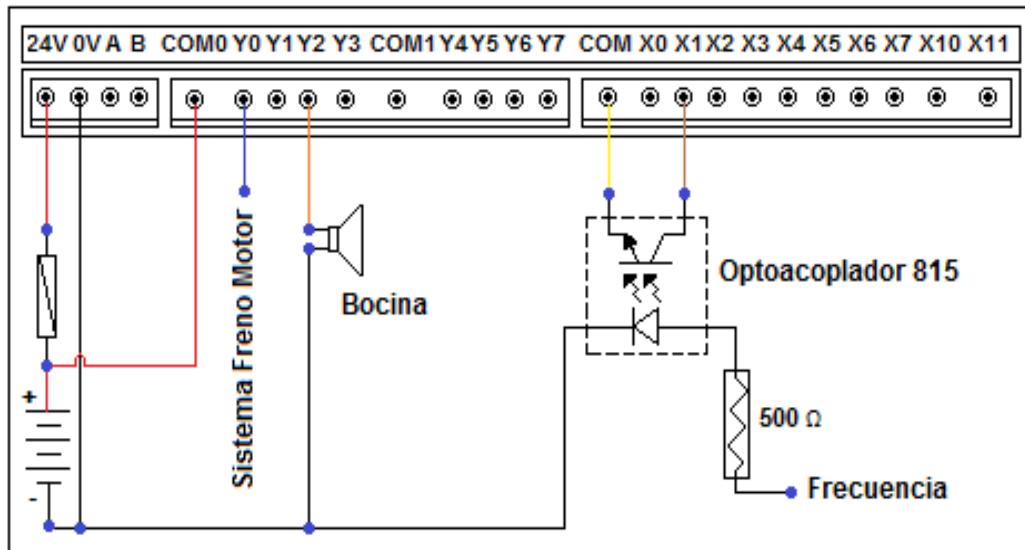 24V 0V A B COM0 Y0 Y1 Y2 Y3 COM1 Y4 Y5 Y6 Y7 COM X0 X1 X2 X3 X4 X5 X6 X7 X10 X11
Sistema Freno Motor
Bocina
Optoacoplador 815
+
-
500 Ω
Frecuencia